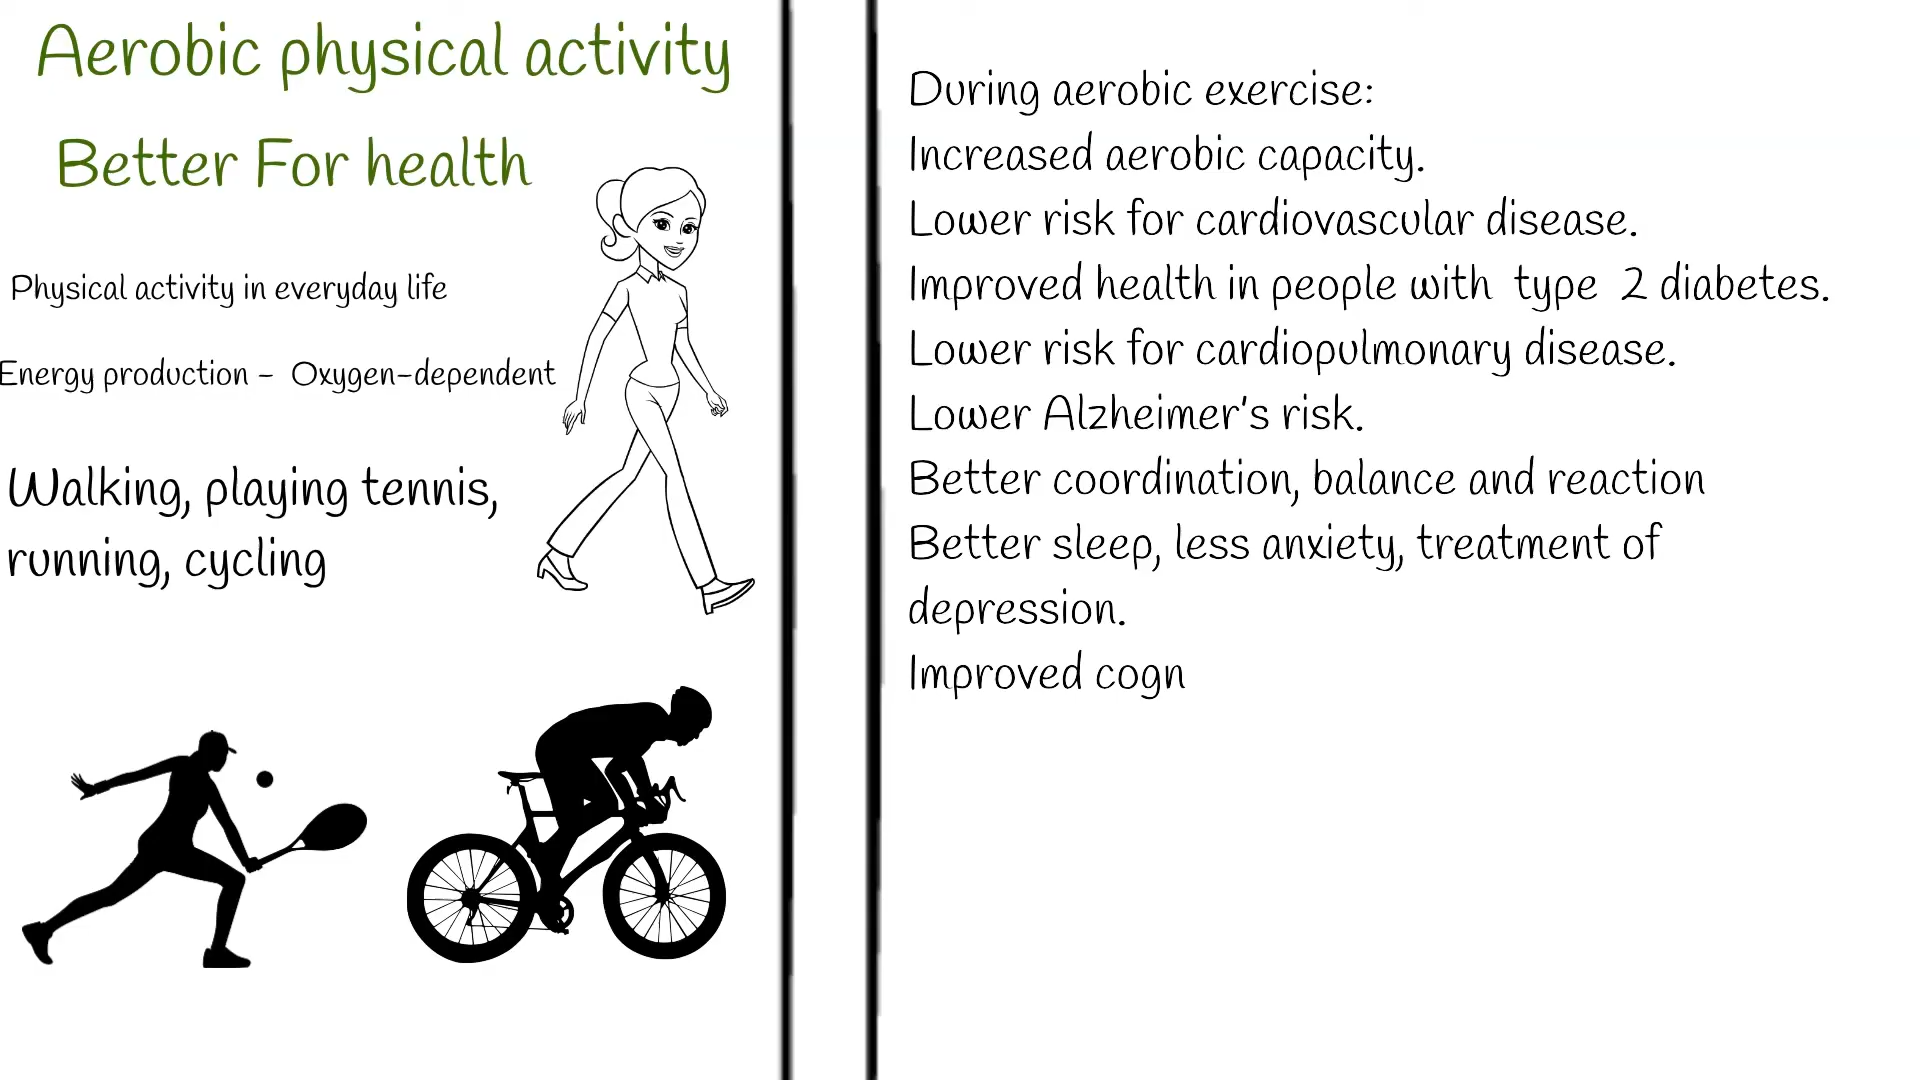 Aerobic physical activity
Better For health
Physical activity in everyday life
Energy production - Oxygen-dependent
Walking, playing tennis,
running, cycling
During aerobic exercise:
Increased aerobic capacity.
Lower risk for cardiovascular disease.
Improved health in people with type 2 diabetes.
Lower risk for cardiopulmonary disease.
Lower Alzheimer's risk.
Better coordination, balance and reaction
Better sleep, less anxiety, treatment of
depression.
Improved cogn